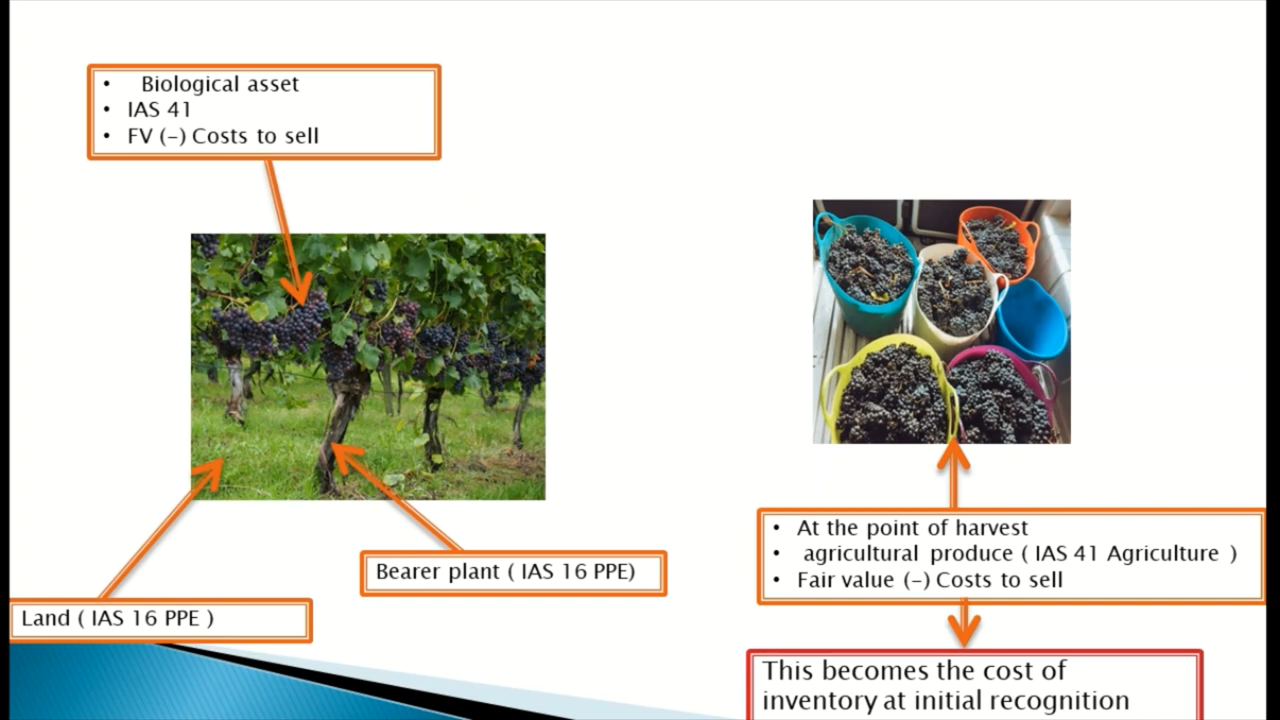 • Biological asset
• IAS 41
• FV (-) Costs to sell
Bearer plant ( IAS 16 PPE)
Land ( IAS 16 PPE )
• At the point of harvest
• agricultural produce ( IAS 41 Agriculture )
• Fair value (-) Costs to sell
This becomes the cost of
inventory at initial recognition